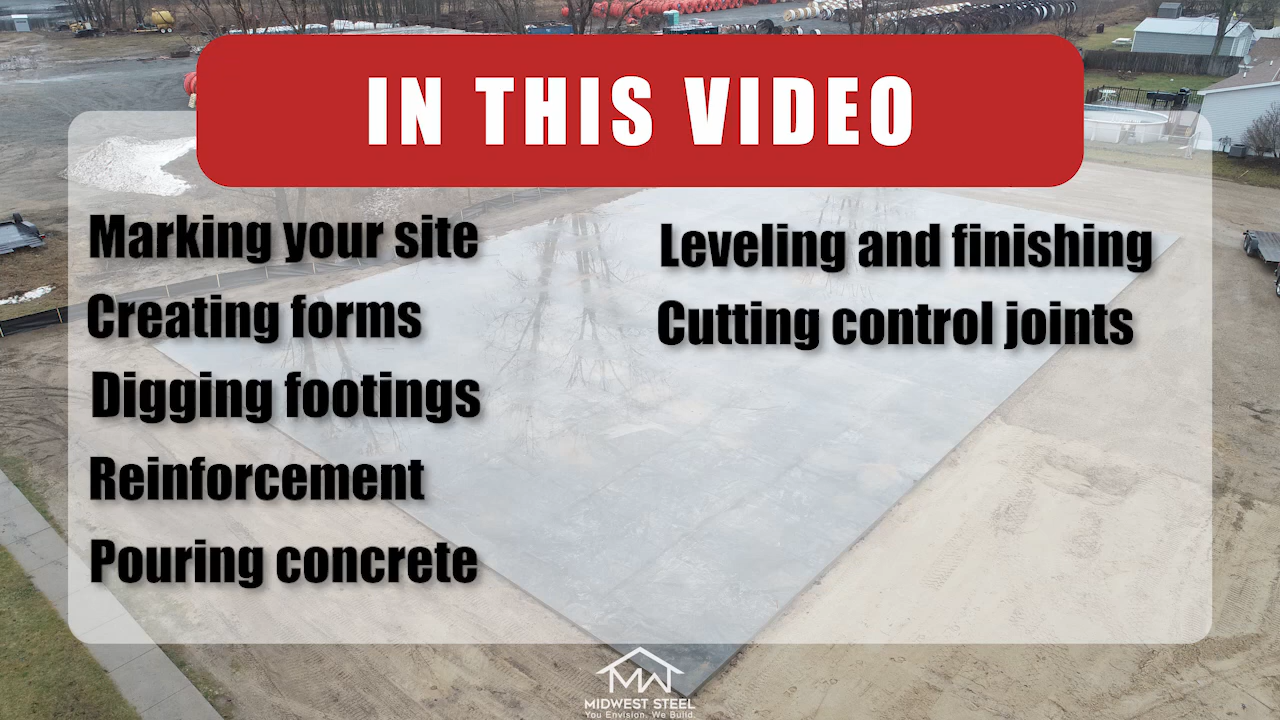 IN THIS VIDEO
Marking your site
Creating forms
Digging footings
Reinforcement
Pouring concrete
Leveling and finishing
Cutting control joints
MW
MIDWEST STEEL
You Envision. We Build.